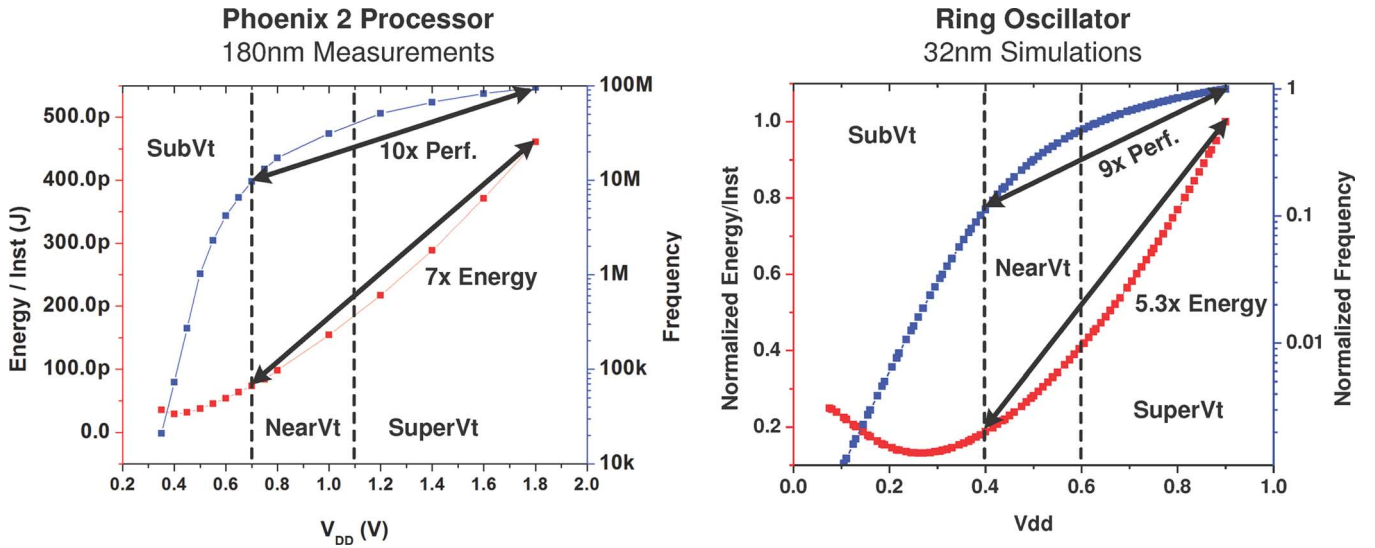 Phoenix 2 Processor
180nm Measurements
500.0p
400.0p
300.0p
200.0p
100.0p
0.0
Energy / Inst (J)
SubVt
10x Perf.
7x Energy
NearVt
SuperVt
100M
10M
1M
100k
10k
Frequency
0.2 0.4 0.6 0.8 1.0 1.2 1.4 1.6 1.8 2.0
VDD (V)
Ring Oscillator
32nm Simulations
1.0
0.8
0.6
0.4
0.2
Normalized Energy/Inst
SubVt
9x Perf.
NearVt
5.3x Energy
SuperVt
1
0.1
0.01
Normalized Frequency
0.0 0.2 0.4 0.6 0.8 1.0
Vdd